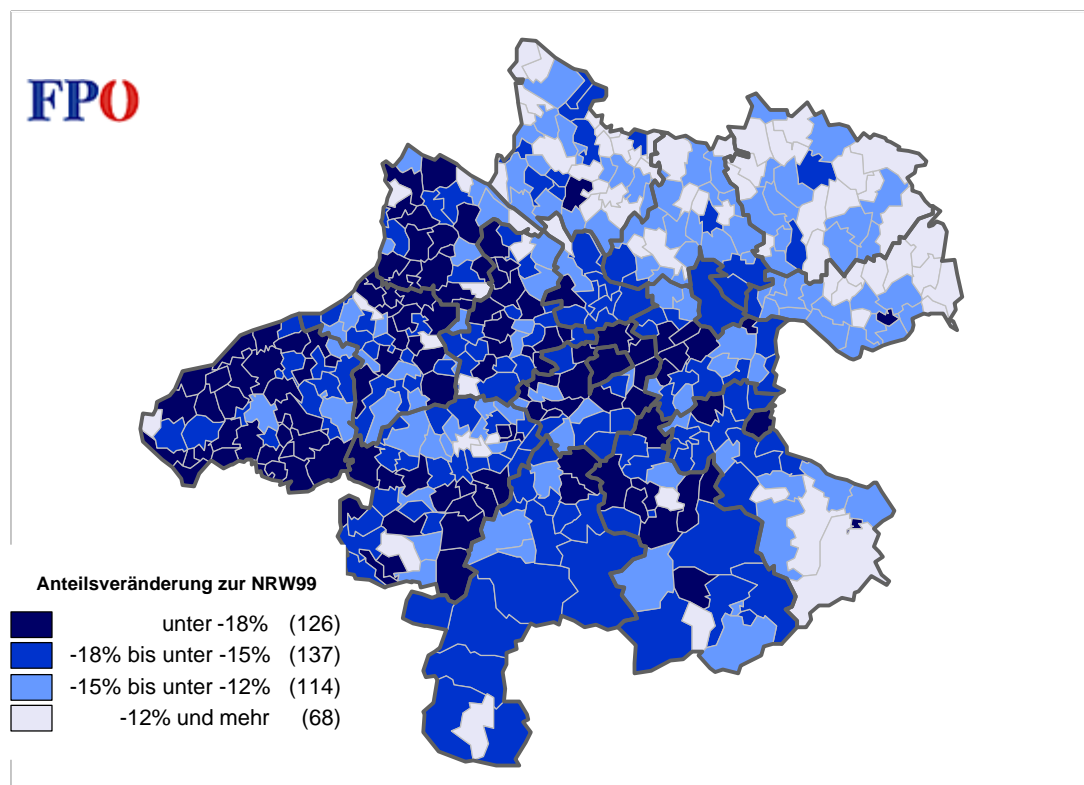 FPÖ
Anteilsveränderung zur NRW99
unter -18% (126)
-18% bis unter -15% (137)
-15% bis unter -12% (114)
-12% und mehr (68)